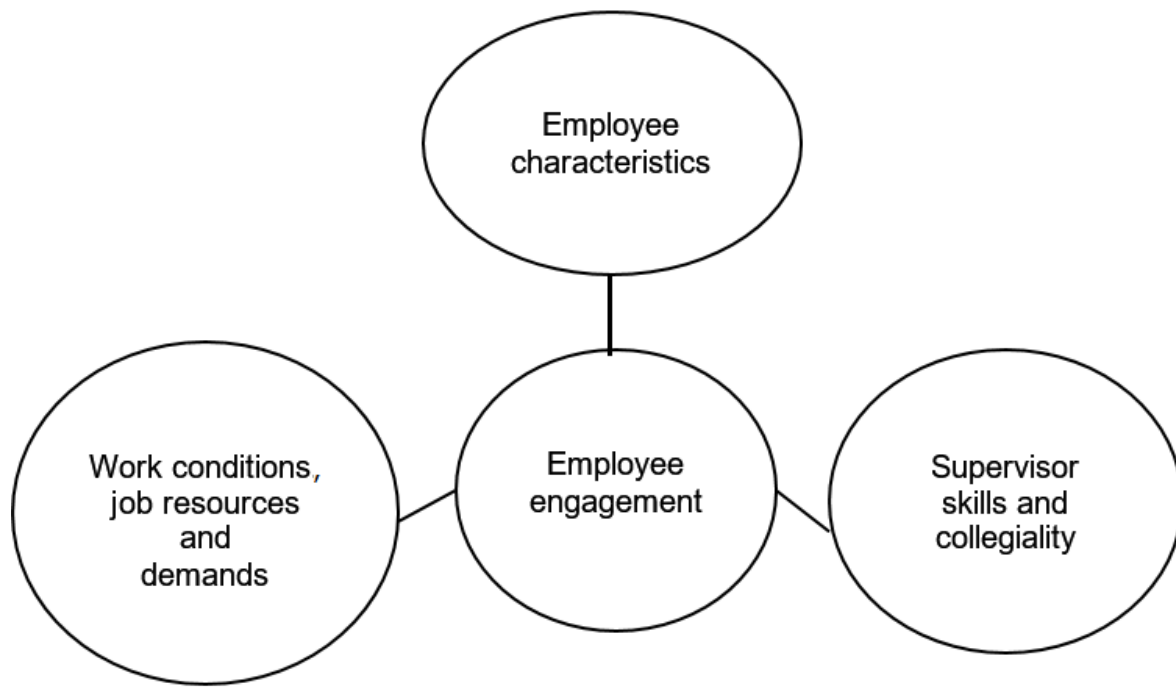 Employee
characteristics
Work conditions,
job resources
and
demands
Employee
engagement
Supervisor
skills and
collegiality